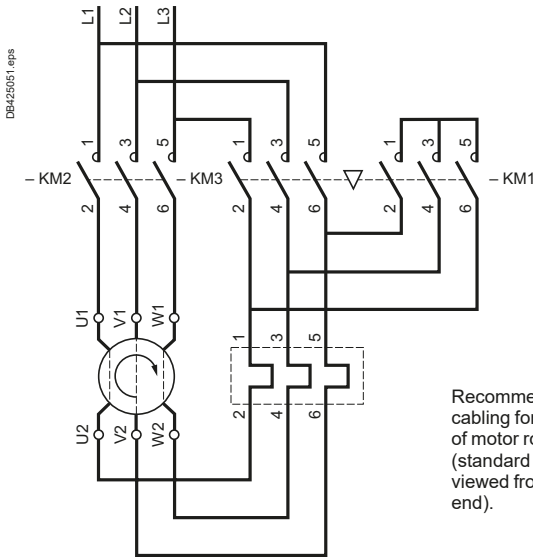 DB425051.eps
L1 L2 L3
1 3 5 1 3 5 1 3 5
– KM2 – KM3 – KM1
2 4 6 2 4 6 2 4 6
U1 V1 W1
1 3 5
2 4 6
U2 V2 W2
Recomme
cabling for
of motor ro
(standard
viewed fro
end).